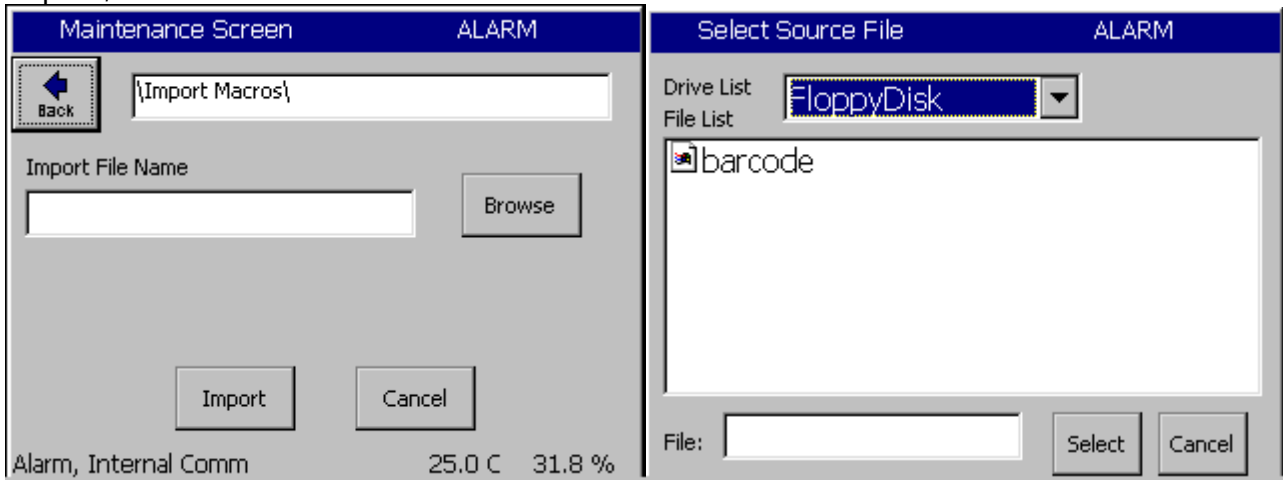 Maintenance Screen ALARM
Back
\Import Macros\
Import File Name
Browse
Import
Cancel
Alarm, Internal Comm 25.0 C 31.8 %
Select Source File ALARM
Drive List
FloppyDisk
File List
barcode
File:
Select
Cancel